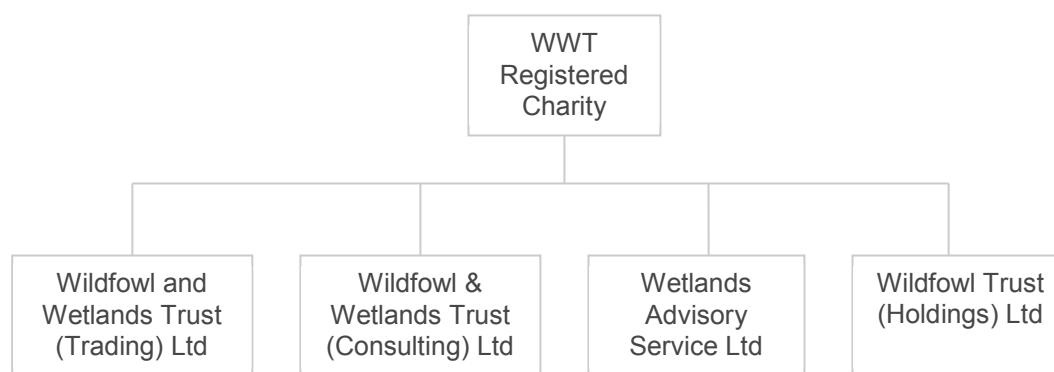 WWT
Registered
Charity
Wildfowl and
Wetlands Trust
(Trading) Ltd
Wildfowl &
Wetlands Trust
(Consulting) Ltd
Wetlands
Advisory
Service Ltd
Wildfowl Trust
(Holdings) Ltd